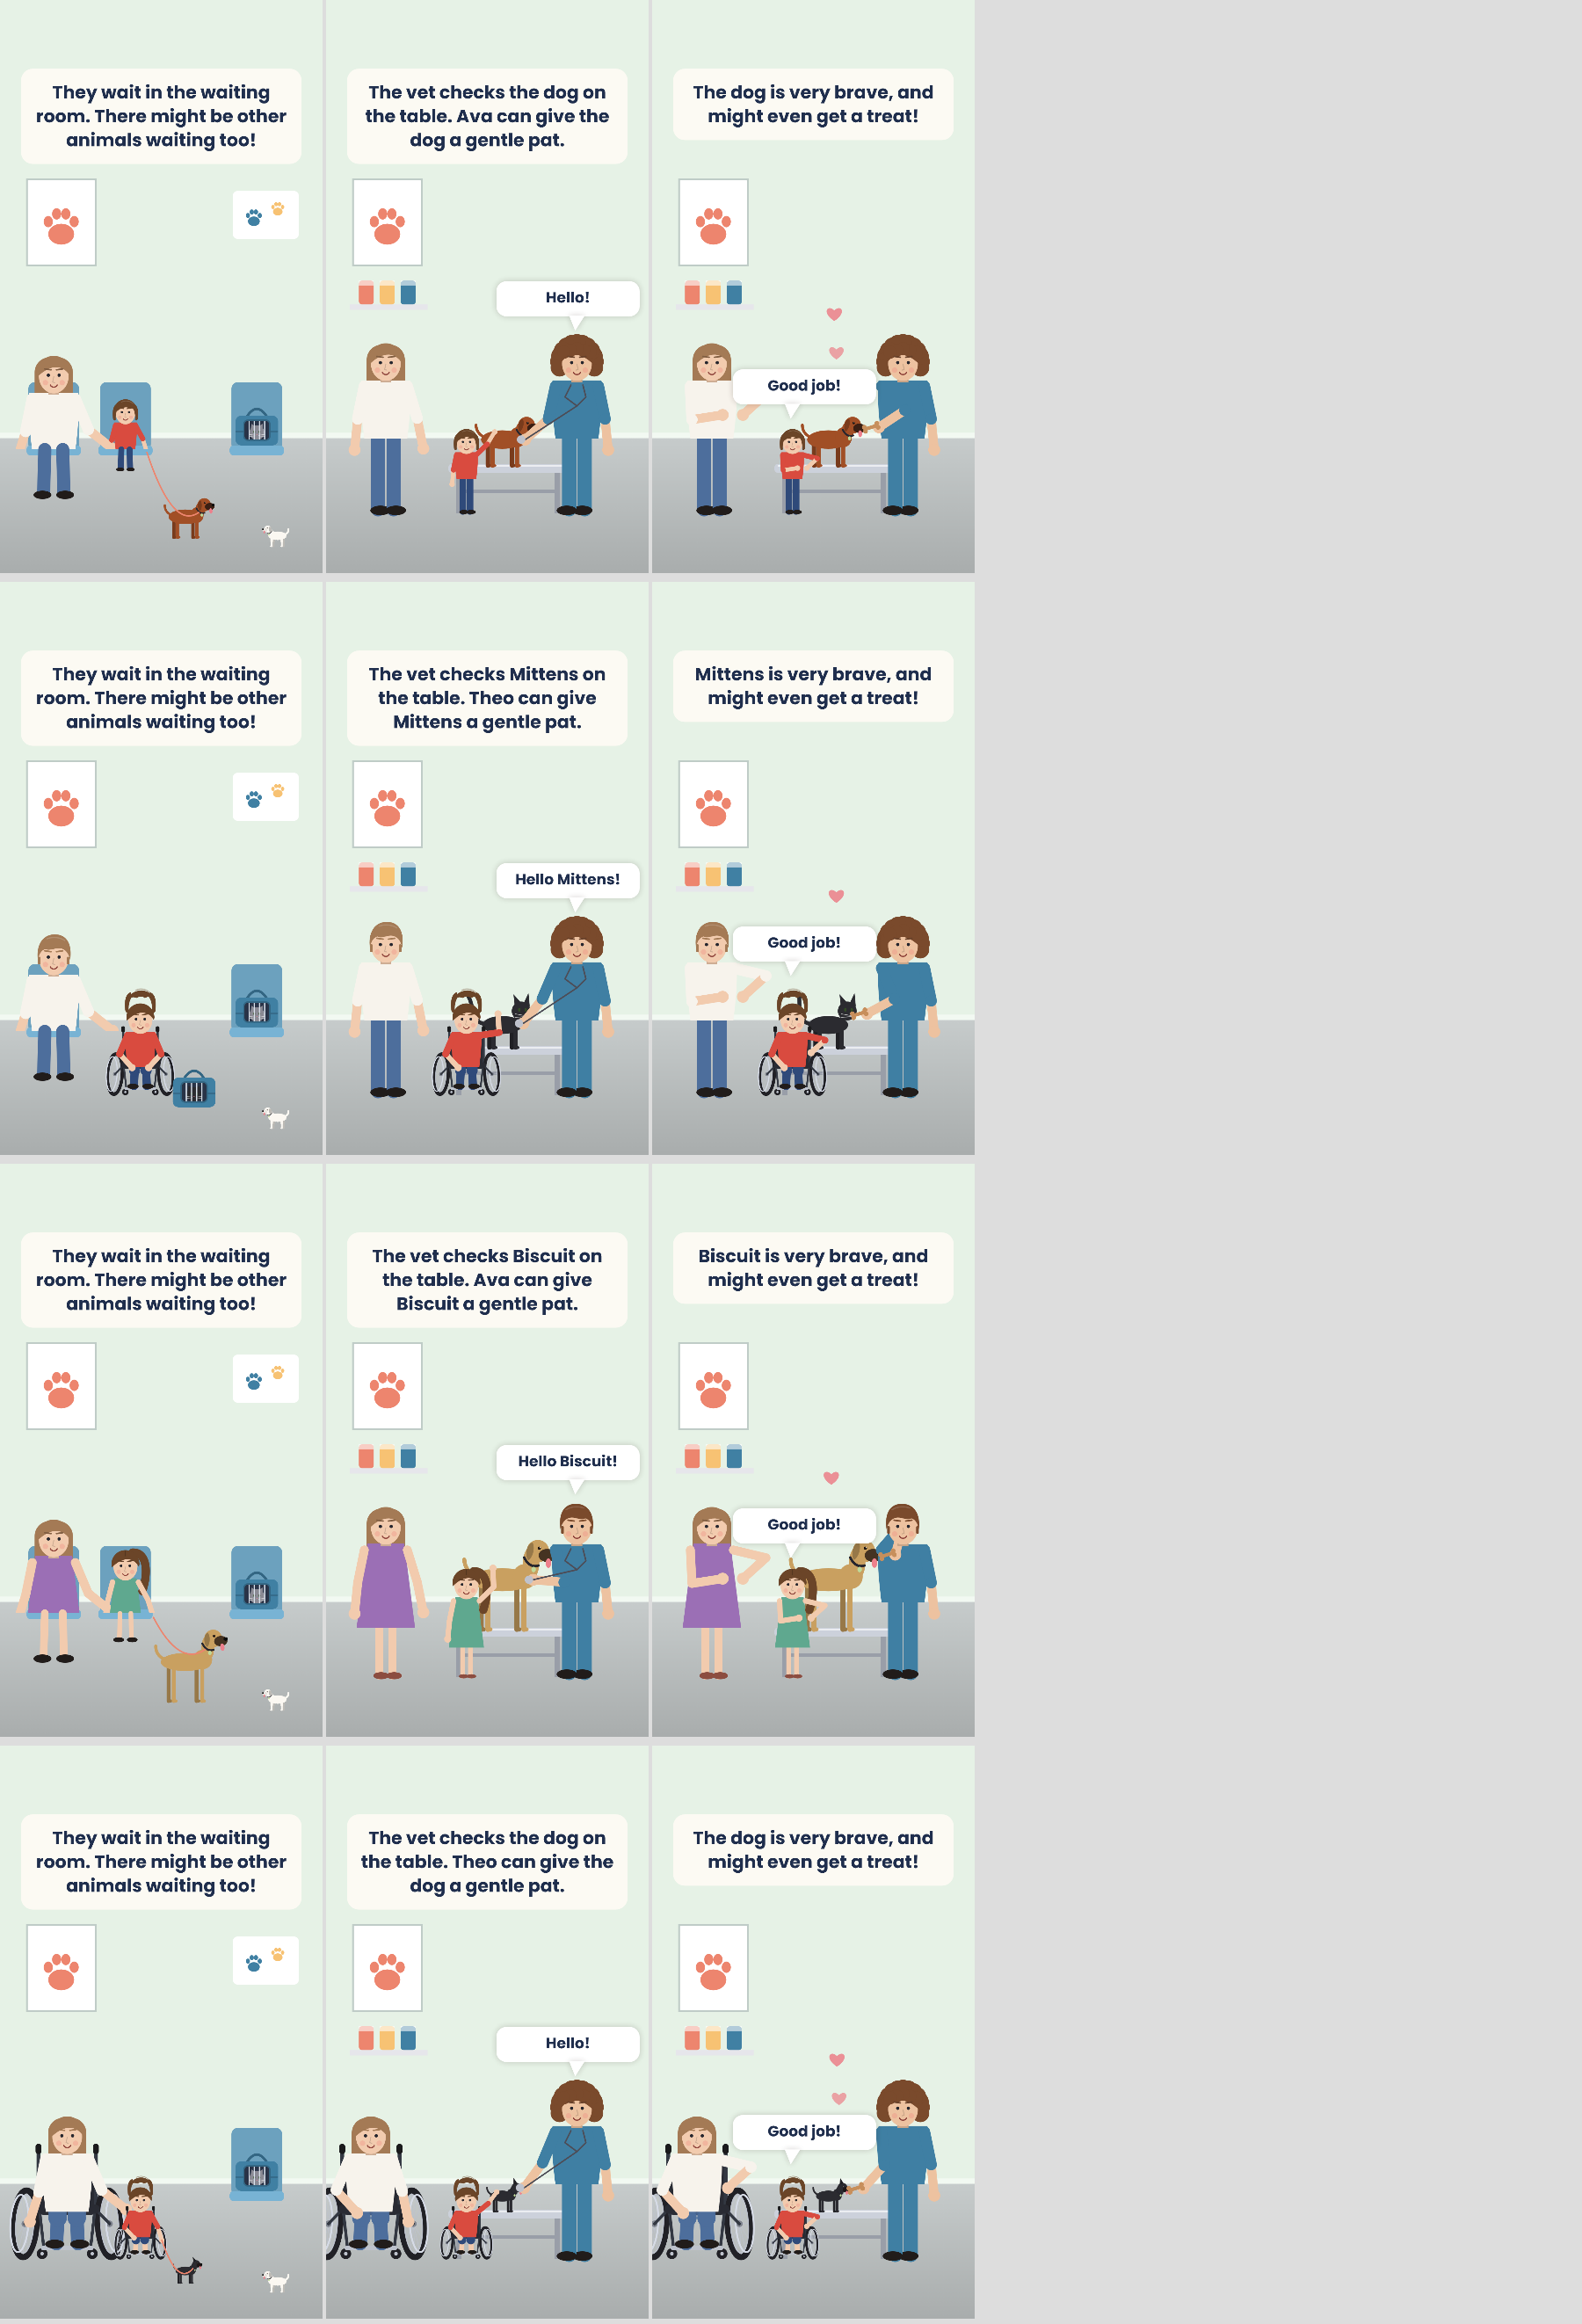 They wait in the waiting
room. There might be other
animals waiting too!
The vet checks the dog on
the table. Ava can give the
dog a gentle pat.
Hello!
The dog is very brave, and
might even get a treat!
Good job!
They wait in the waiting
room. There might be other
animals waiting too!
The vet checks Mittens on
the table. Theo can give
Mittens a gentle pat.
Hello Mittens!
Mittens is very brave, and
might even get a treat!
Good job!
They wait in the waiting
room. There might be other
animals waiting too!
The vet checks Biscuit on
the table. Ava can give
Biscuit a gentle pat.
Hello Biscuit!
Biscuit is very brave, and
might even get a treat!
Good job!
They wait in the waiting
room. There might be other
animals waiting too!
The vet checks the dog on
the table. Theo can give the
dog a gentle pat.
Hello!
The dog is very brave, and
might even get a treat!
Good job!